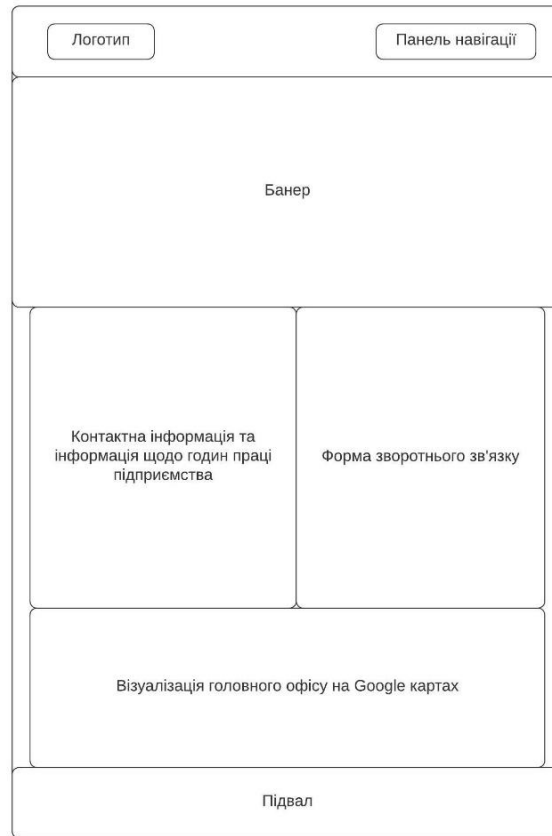 Логотип
Панель навігації
Банер
Контактна інформація та
інформація щодо годин праці
підприємства
Форма зворотнього зв'язку
Візуалізація головного офісу на Google картах
Підвал